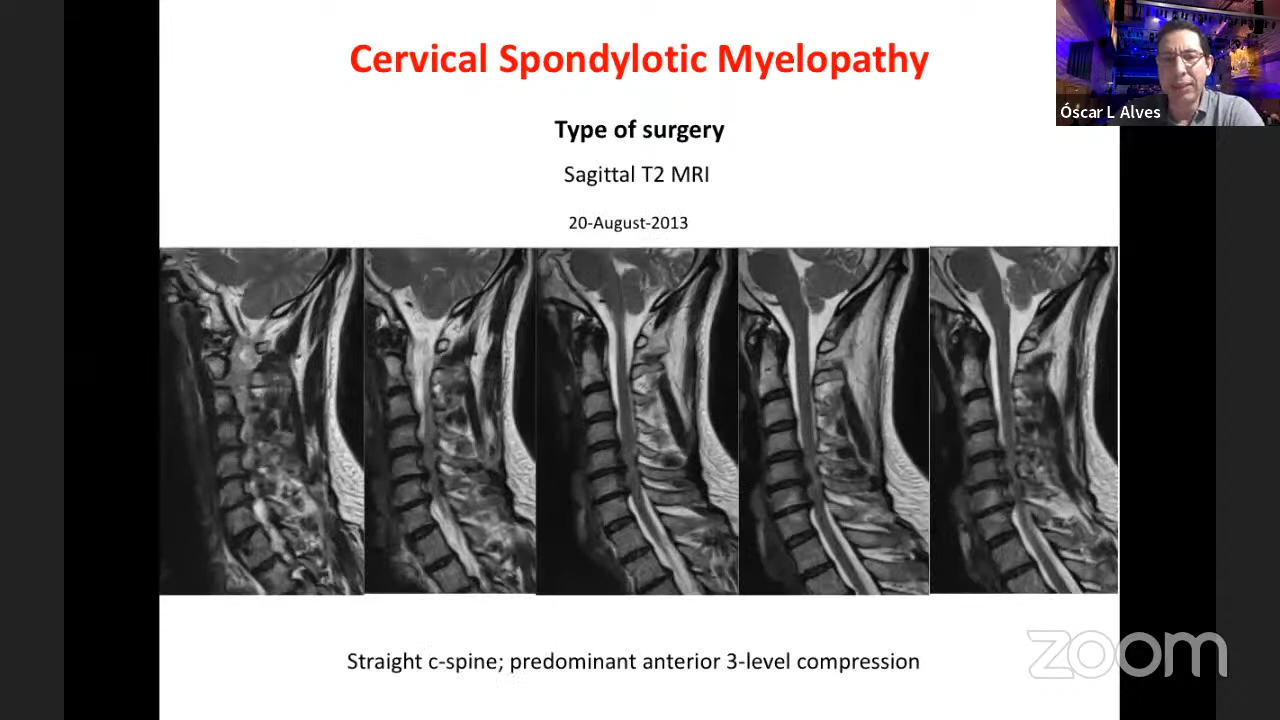 Cervical Spondylotic Myelopathy
Óscar L Alves
Type of surgery
Sagittal T2 MRI
20-August-2013
Straight c-spine; predominant anterior 3-level compression
zoom